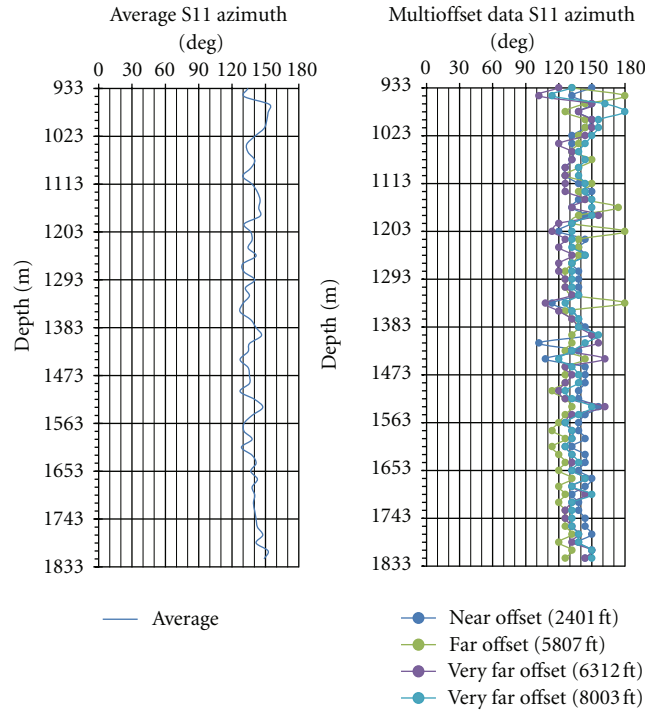 Average S11 azimuth
(deg)
0 30 60 90 120 150 180
933
1023
1113
1203
1293
1383
1473
1563
1653
1743
1833
Depth (m)
Average
Multioffset data S11 azimuth
(deg)
0 30 60 90 120 150 180
933
1023
1113
1203
1293
1383
1473
1563
1653
1743
1833
Depth (m)
Near offset (2401 ft)
Far offset (5807 ft)
Very far offset (6312 ft)
Very far offset (8003 ft)